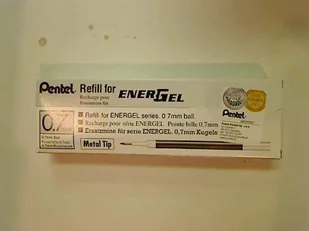 Pentel Refill for ENERGEL
Recharge pour
Ersatzmine für
0.7
Refill for ENERGEL series. 0.7mm ball.
Recharge pour série ENERGEL. Pointe bille 0.7mm
Ersatzmine für serie ENERGEL. 0,7mm Kugels
Metal Tip
Pentel